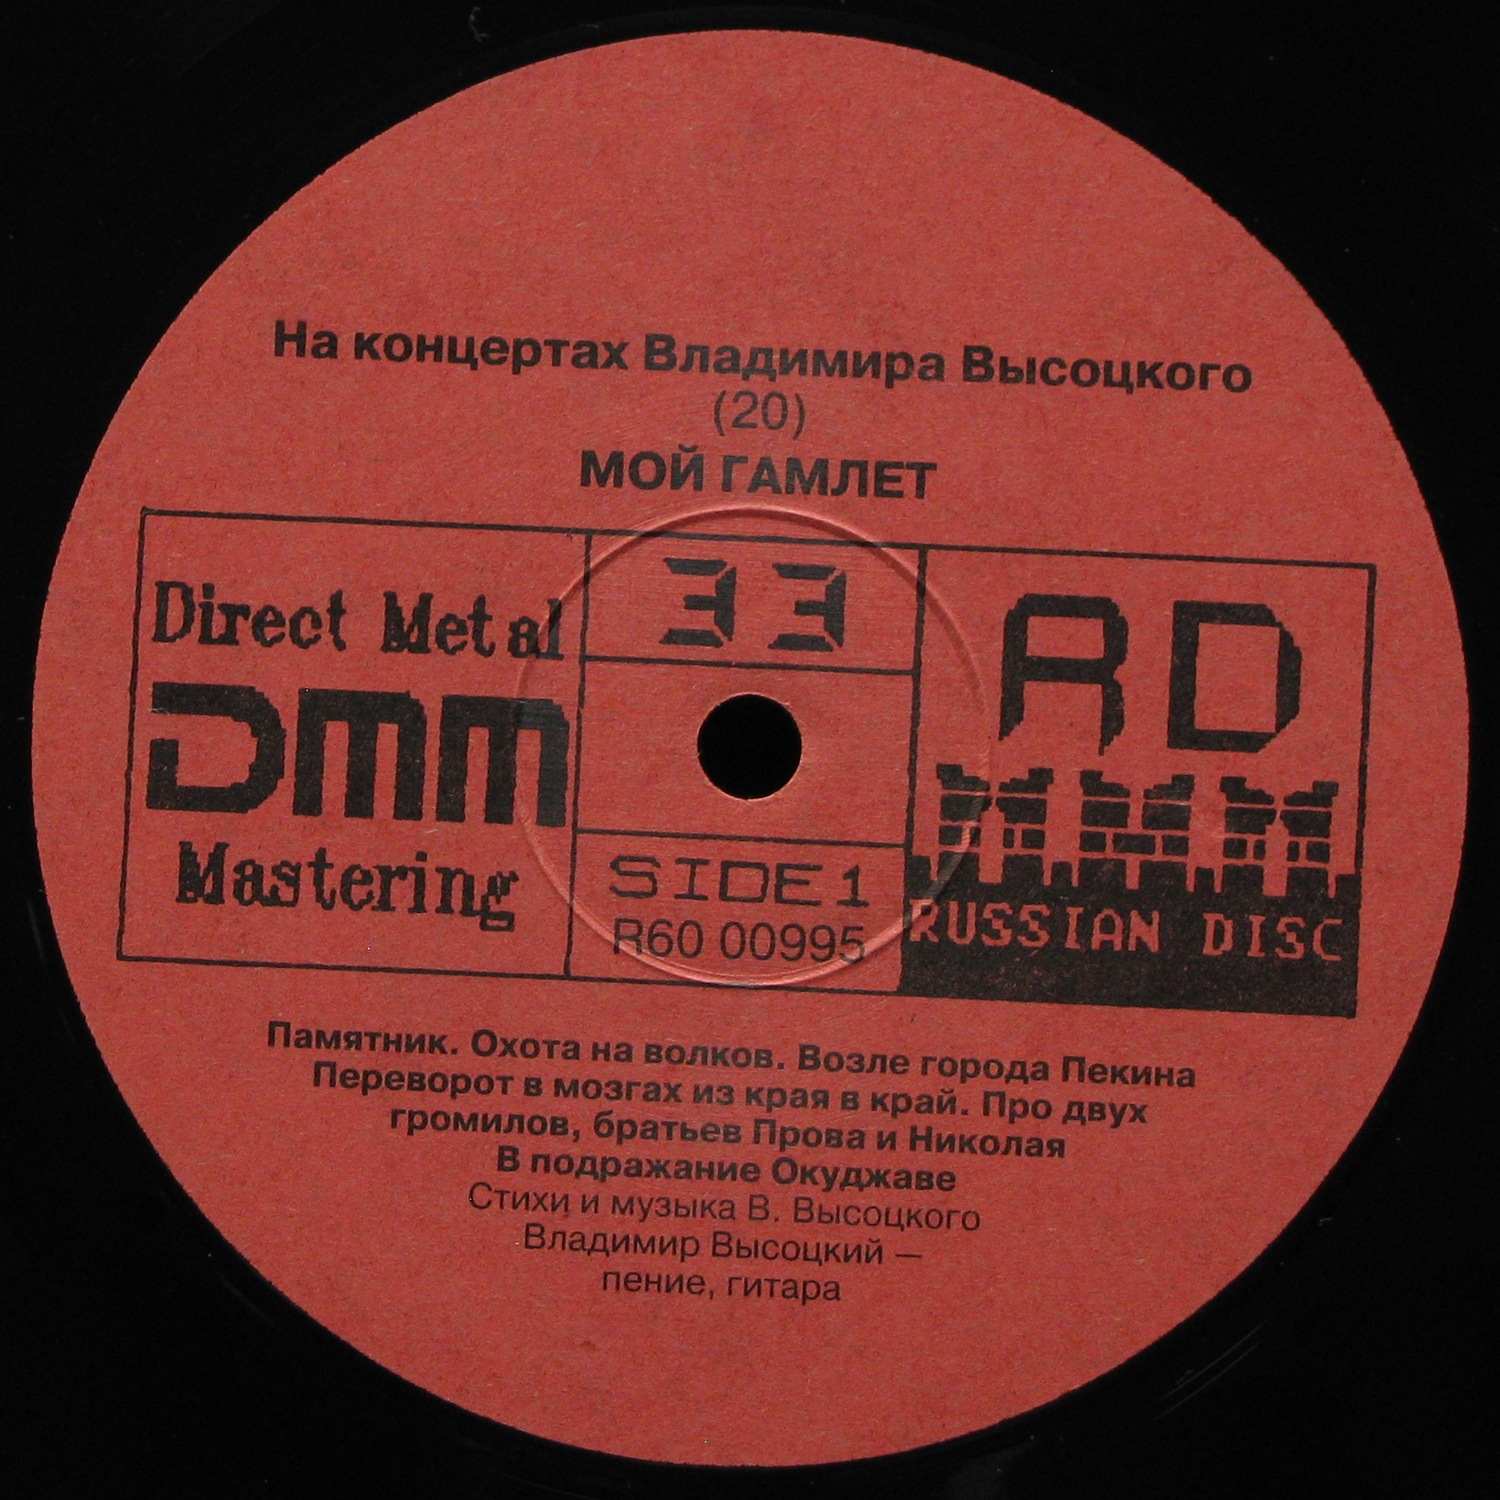 На концертах Владимира Высоцкого
(20)
МОЙ ГАМЛЕТ
Direct Metal
DMM
Mastering
33
SIDE 1
R60 00995
RD
RUSSIAN DISC
Памятник. Охота на волков. Возле города Пекина
Переворот в мозгах из края в край. Про двух
громилов, братьев Прова и Николая
В подражание Окуджаве
Стихи и музыка В. Высоцкого
Владимир Высоцкий —
пение, гитара